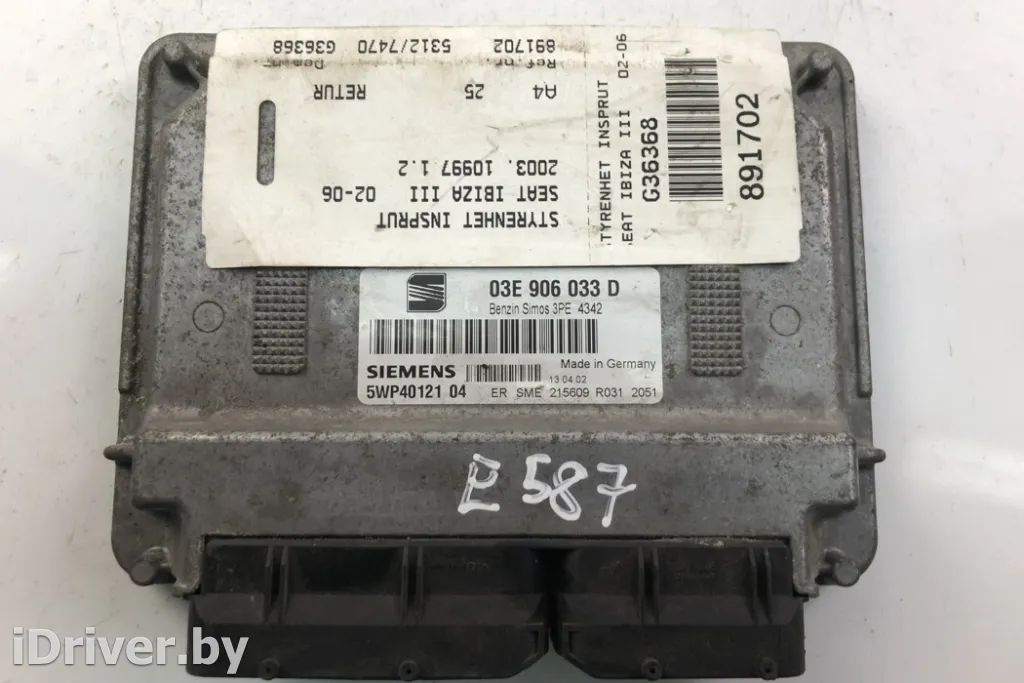 STYRENHET INSPRUT
SEAT IBIZA III 02-06
2003. 10997 1.2
A4 25 RETUR
Ref.nr.
891702 5312/7470 G36368
STYRENHET INSPRUT
SEAT IBIZA III 02-06
G36368
891702
03E 906 033 D
Benzin Simos 3PE 4342
SIEMENS
Made in Germany
13 04 02
5WP40121 04 ER SME 215609 R031 2051
E 587
iDriver.by